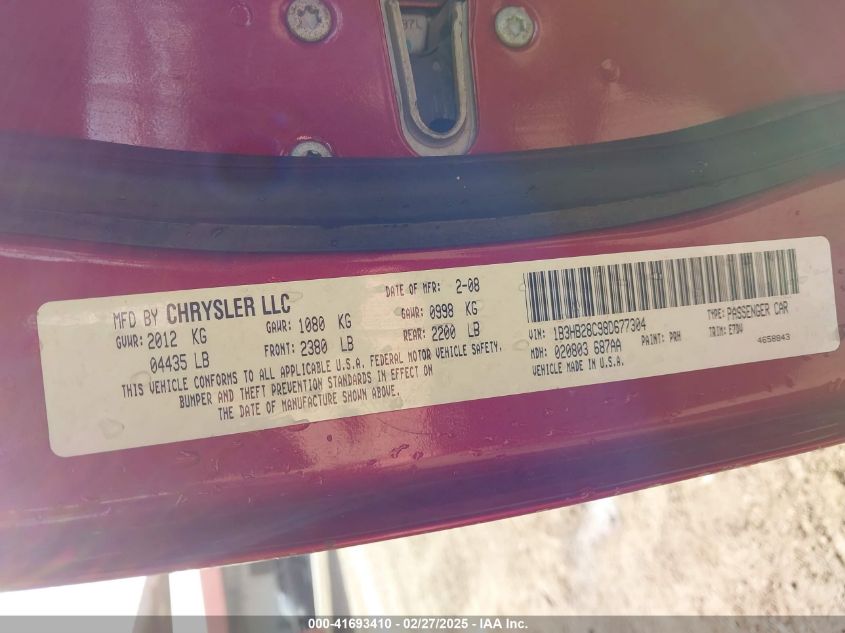 97L
MFD BY CHRYSLER LLC
DATE OF MFR: 2-08
GVWR: 2012 KG
04435 LB
GAWR: 1080 KG
FRONT: 2380 LB
GAWR: 0998 KG
REAR: 2200 LB
THIS VEHICLE CONFORMS TO ALL APPLICABLE U.S.A. FEDERAL MOTOR VEHICLE SAFETY,
BUMPER AND THEFT PREVENTION STANDARDS IN EFFECT ON
THE DATE OF MANUFACTURE SHOWN ABOVE.
VIN: 1B3HB28C98D677304
TYPE: PASSENGER CAR
MDH: 020803 687AA
PAINT: PRH
TRIM: E7DV
VEHICLE MADE IN U.S.A.
4658843
000-41693410 - 02/27/2025 - IAA Inc.